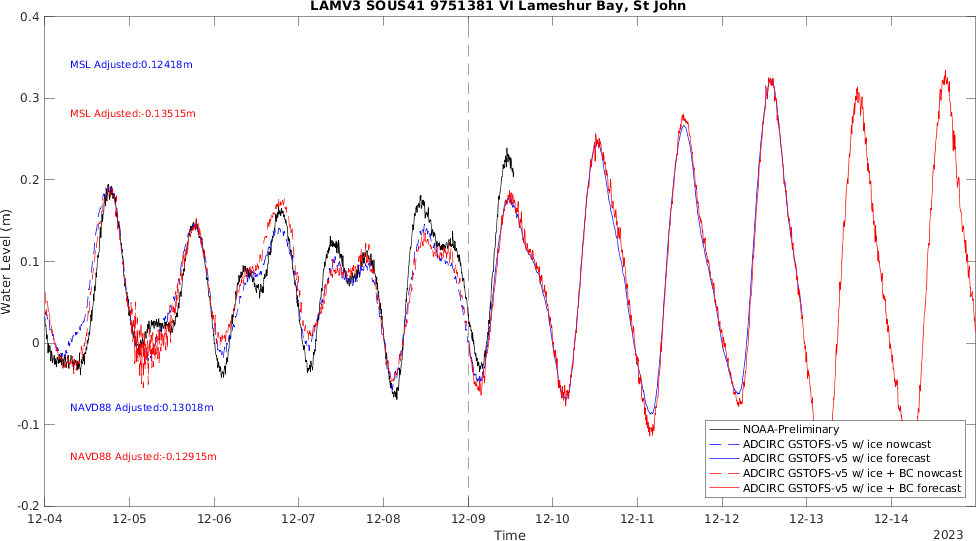 LAMV3 SOUS41 9751381 VI Lameshur Bay, St John
0.4
0.3
0.2
0.1
0
-0.1
-0.2
Water Level (m)
MSL Adjusted:0.12418m
MSL Adjusted:-0.13515m
NAVD88 Adjusted:0.13018m
NAVD88 Adjusted:-0.12915m
NOAA-Preliminary
ADCIRC GSTOFS-v5 w/ ice nowcast
ADCIRC GSTOFS-v5 w/ ice forecast
ADCIRC GSTOFS-v5 w/ ice + BC nowcast
ADCIRC GSTOFS-v5 w/ ice + BC forecast
12-04 12-05 12-06 12-07 12-08 12-09 12-10 12-11 12-12 12-13 12-14
Time
2023